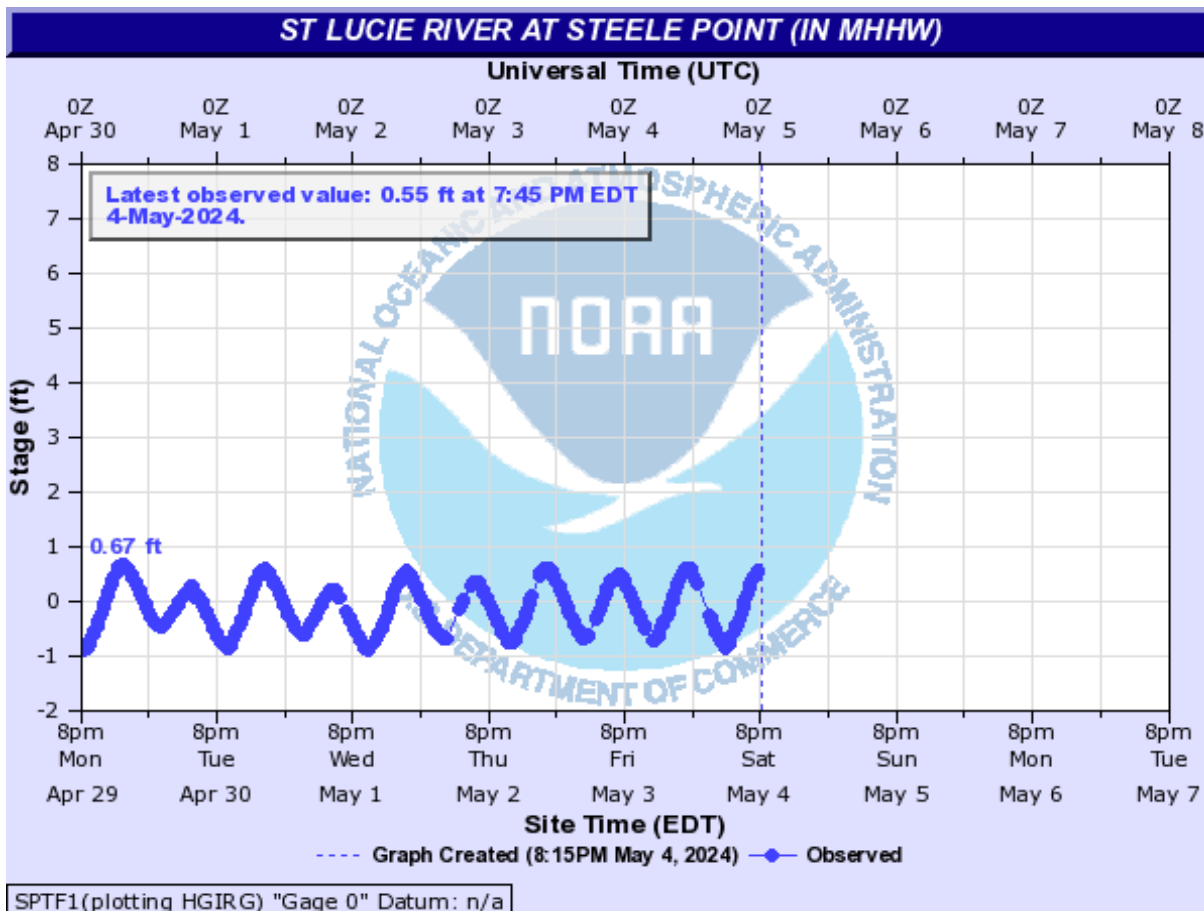 ST LUCIE RIVER AT STEELE POINT (IN MHHW)
Universal Time (UTC)
0Z 0Z 0Z 0Z 0Z 0Z 0Z 0Z 0Z
Apr 30 May 1 May 2 May 3 May 4 May 5 May 6 May 7 May 8
Latest observed value: 0.55 ft at 7:45 PM EDT
4-May-2024.
NATIONAL OCEANIC AND ATMOSPHERIC ADMINISTRATION
NOAA
DEPARTMENT OF COMMERCE
Stage (ft)
8
7
6
5
4
3
2
1
0
-1
-2
0.67 ft
8pm 8pm 8pm 8pm 8pm 8pm 8pm 8pm 8pm
Mon Tue Wed Thu Fri Sat Sun Mon Tue
Apr 29 Apr 30 May 1 May 2 May 3 May 4 May 5 May 6 May 7
Site Time (EDT)
Graph Created (8:15PM May 4, 2024) Observed
SPTF1(plotting HGIRG) "Gage 0" Datum: n/a